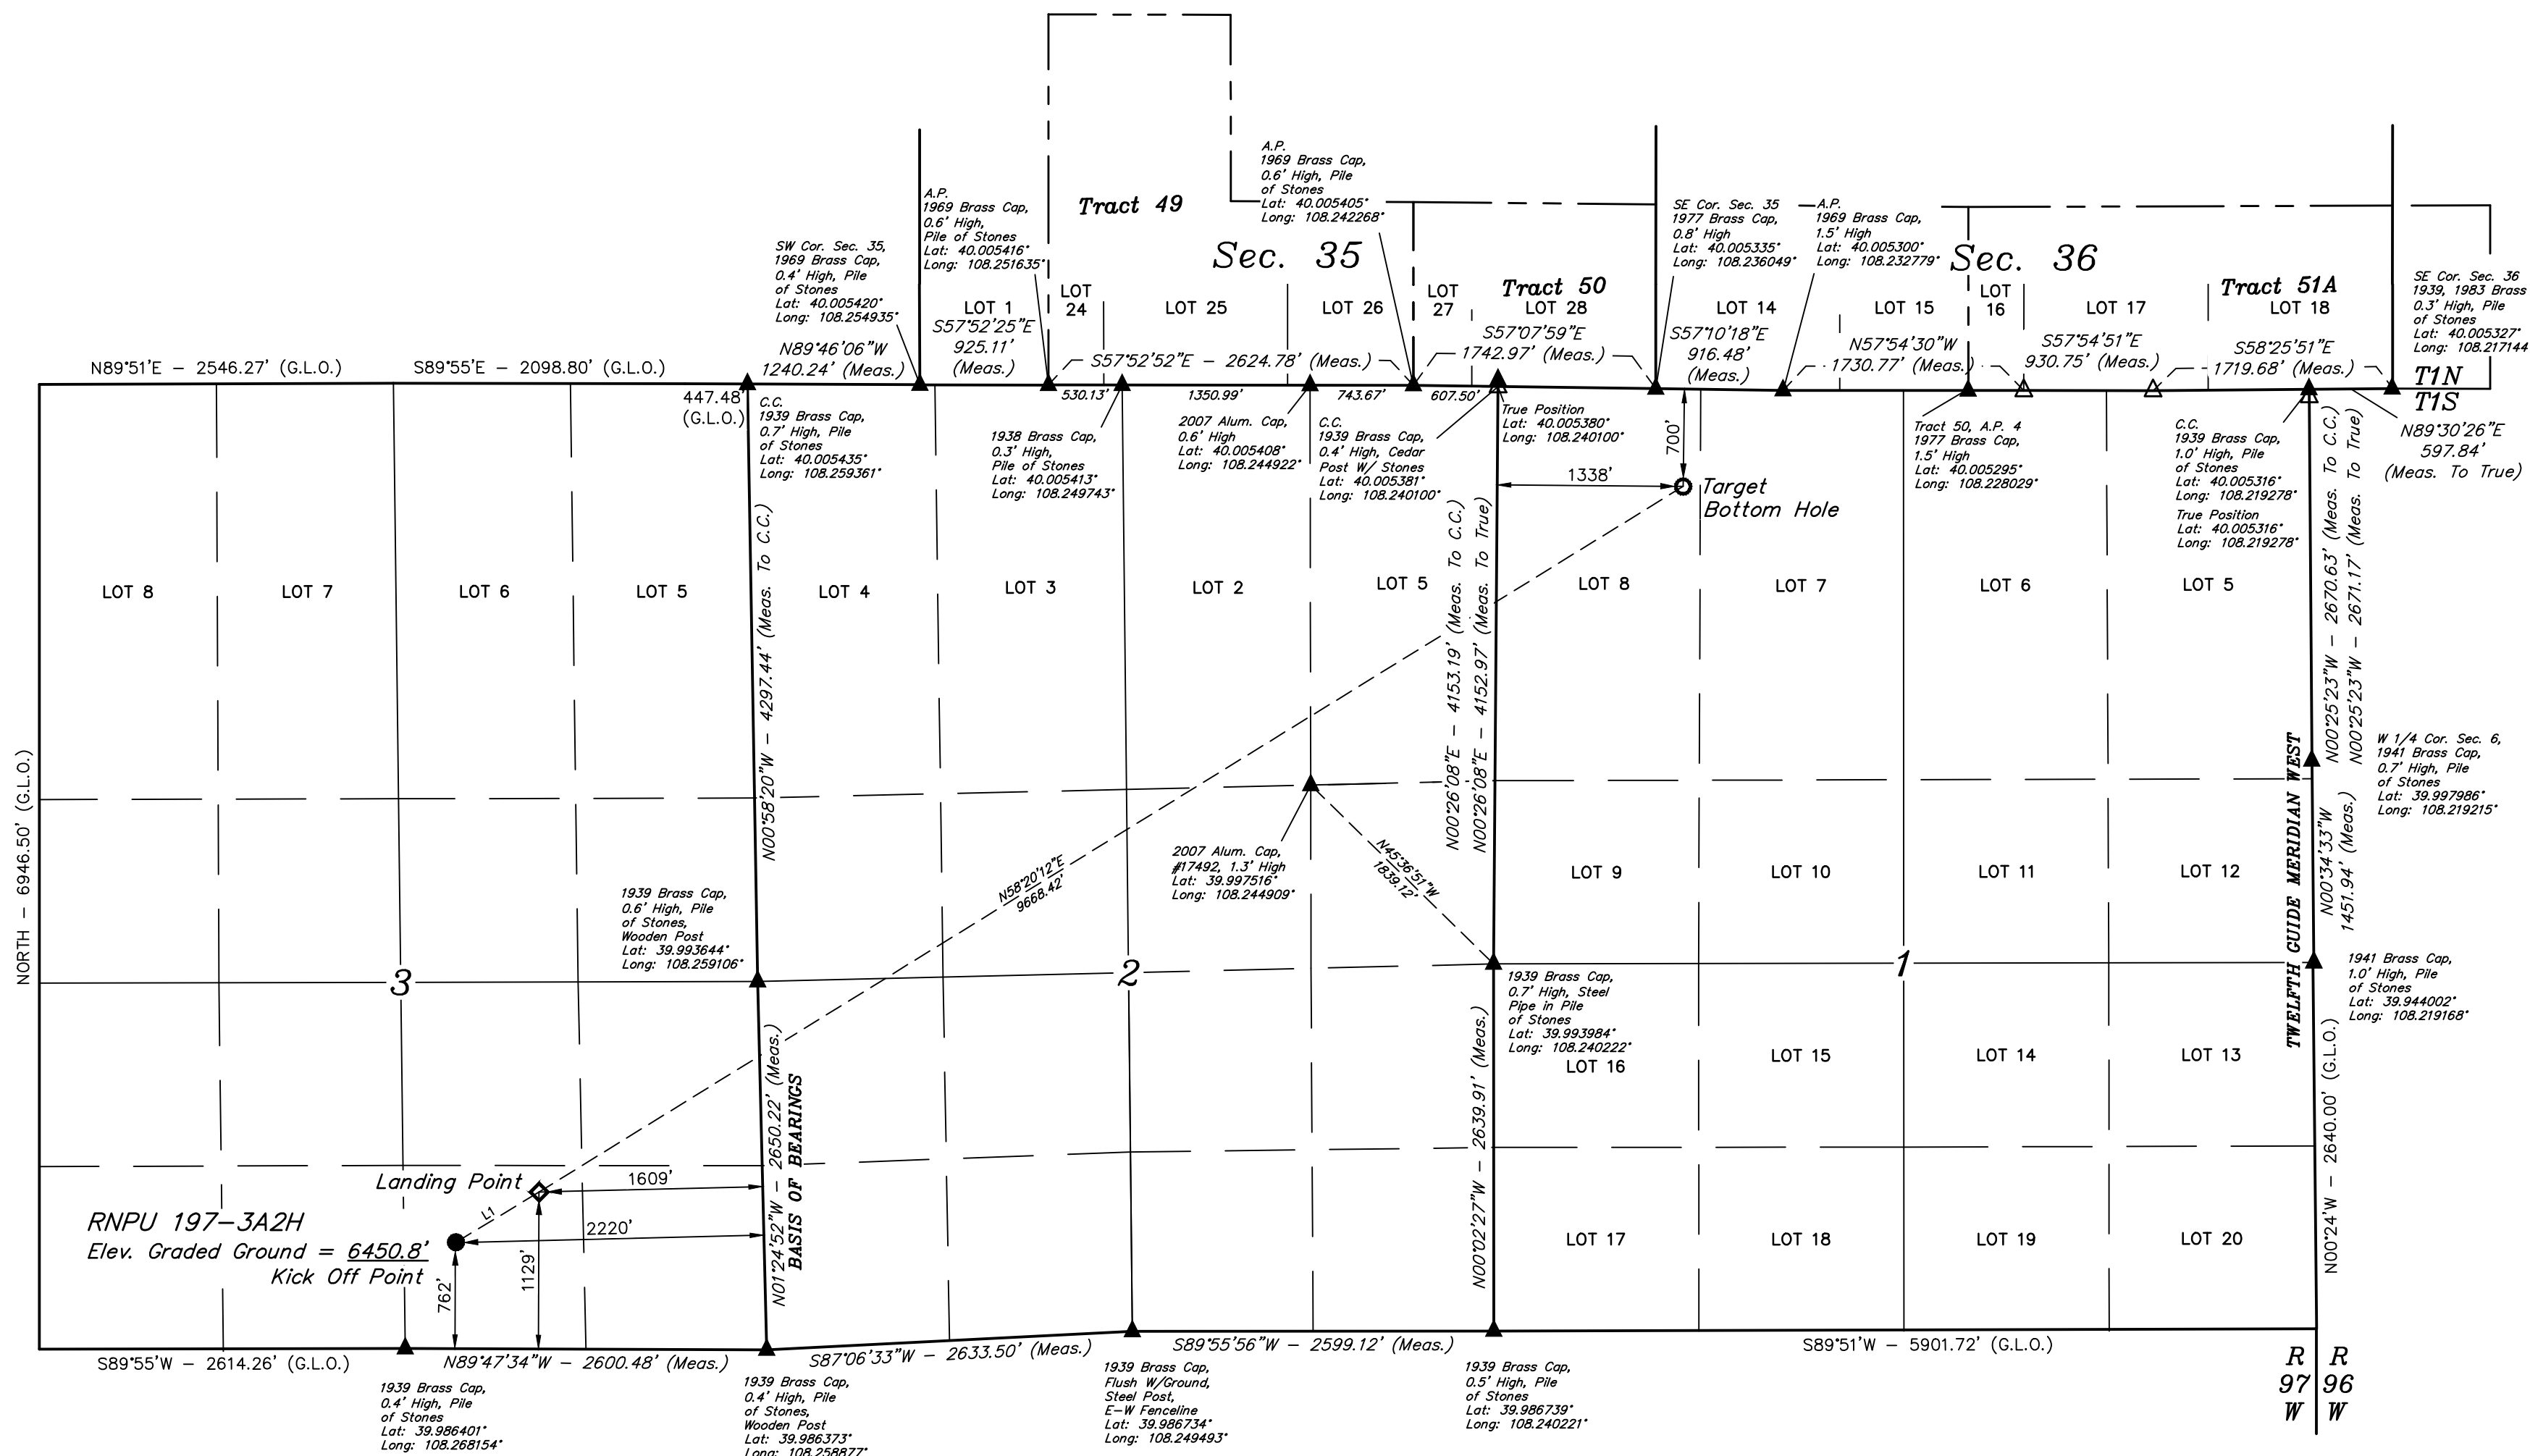 Tract 49
Sec. 35
Tract 50
Sec. 36
Tract 51A
A.P.
1969 Brass Cap,
0.6' High, Pile
of Stones
Lat: 40.005405°
Long: 108.242268°
A.P.
1969 Brass Cap,
0.6' High,
Pile of Stones
Lat: 40.005416°
Long: 108.251635°
SW Cor. Sec. 35,
1969 Brass Cap,
0.4' High, Pile
of Stones
Lat: 40.005420°
Long: 108.254935°
SE Cor. Sec. 35
1977 Brass Cap,
0.8' High
Lat: 40.005335°
Long: 108.236049°
A.P.
1969 Brass Cap,
1.5' High
Lat: 40.005300°
Long: 108.232779°
SE Cor. Sec. 36
1939, 1983 Brass
0.3' High, Pile
of Stones
Lat: 40.005327°
Long: 108.217144
LOT 1
LOT
24
LOT 25
LOT 26
LOT
27
LOT 28
LOT 14
LOT 15
LOT
16
LOT 17
LOT 18
N89°51'E – 2546.27' (G.L.O.)
S89°55'E – 2098.80' (G.L.O.)
447.48'
(G.L.O.)
N89°46'06"W
1240.24' (Meas.)
S57°52'25"E
925.11'
(Meas.)
S57°52'52"E – 2624.78' (Meas.)
S57°07'59"E
1742.97' (Meas.)
S57°10'18"E
916.48'
(Meas.)
N57°54'30"W
1730.77' (Meas.)
S57°54'51"E
930.75' (Meas.)
S58°25'51"E
1719.68' (Meas.)
T1N
T1S
530.13'
1350.99'
743.67'
607.50'
C.C.
1939 Brass Cap,
0.7' High, Pile
of Stones
Lat: 40.005435°
Long: 108.259361°
1938 Brass Cap,
0.3' High,
Pile of Stones
Lat: 40.005413°
Long: 108.249743°
2007 Alum. Cap,
0.6' High
Lat: 40.005408°
Long: 108.244922°
C.C.
1939 Brass Cap,
0.4' High, Cedar
Post W/ Stones
Lat: 40.005381°
Long: 108.240100°
True Position
Lat: 40.005380°
Long: 108.240100°
700'
1338'
Target
Bottom Hole
Tract 50, A.P. 4
1977 Brass Cap,
1.5' High
Lat: 40.005295°
Long: 108.228029°
C.C.
1939 Brass Cap,
1.0' High, Pile
of Stones
Lat: 40.005316°
Long: 108.219278°
True Position
Lat: 40.005316°
Long: 108.219278°
N89°30'26"E
597.84'
(Meas. To True)
LOT 8
LOT 7
LOT 6
LOT 5
LOT 4
LOT 3
LOT 2
LOT 5
LOT 8
LOT 7
LOT 6
LOT 5
NORTH – 6946.50' (G.L.O.)
N00°58'20"W – 4297.44' (Meas. To C.C.)
N00°26'08"E – 4153.19' (Meas. To C.C.)
N00°26'08"E – 4152.97' (Meas. To True)
N00°25'23"W – 2670.63' (Meas. To C.C.)
N00°25'23"W – 2671.17' (Meas. To True)
TWELFTH GUIDE MERIDIAN WEST
W 1/4 Cor. Sec. 6,
1941 Brass Cap,
0.7' High, Pile
of Stones
Lat: 39.997986°
Long: 108.219215°
N00°34'33"W
1451.94' (Meas.)
N58°20'12"E
9668.42'
2007 Alum. Cap,
#17492, 1.3' High
Lat: 39.997516°
Long: 108.244909°
N45°36'51"W
1839.12'
LOT 9
LOT 10
LOT 11
LOT 12
1939 Brass Cap,
0.6' High, Pile
of Stones,
Wooden Post
Lat: 39.993644°
Long: 108.259106°
3
2
1
1939 Brass Cap,
0.7' High, Steel
Pipe in Pile
of Stones
Lat: 39.993984°
Long: 108.240222°
1941 Brass Cap,
1.0' High, Pile
of Stones
Lat: 39.944002°
Long: 108.219168°
LOT 16
LOT 15
LOT 14
LOT 13
N01°24'52"W – 2650.22' (Meas.)
BASIS OF BEARINGS
N00°02'27"W – 2639.91' (Meas.)
N00°24'W – 2640.00' (G.L.O.)
Landing Point
1609'
L1
RNPU 197–3A2H
Elev. Graded Ground = 6450.8'
Kick Off Point
2220'
762'
1129'
LOT 17
LOT 18
LOT 19
LOT 20
S89°55'W – 2614.26' (G.L.O.)
N89°47'34"W – 2600.48' (Meas.)
S87°06'33"W – 2633.50' (Meas.)
S89°55'56"W – 2599.12' (Meas.)
S89°51'W – 5901.72' (G.L.O.)
1939 Brass Cap,
0.4' High, Pile
of Stones
Lat: 39.986401°
Long: 108.268154°
1939 Brass Cap,
0.4' High, Pile
of Stones,
Wooden Post
Lat: 39.986373°
Long: 108.258877°
1939 Brass Cap,
Flush W/Ground,
Steel Post,
E–W Fenceline
Lat: 39.986734°
Long: 108.249493°
1939 Brass Cap,
0.5' High, Pile
of Stones
Lat: 39.986739°
Long: 108.240221°
R R
97 96
W W